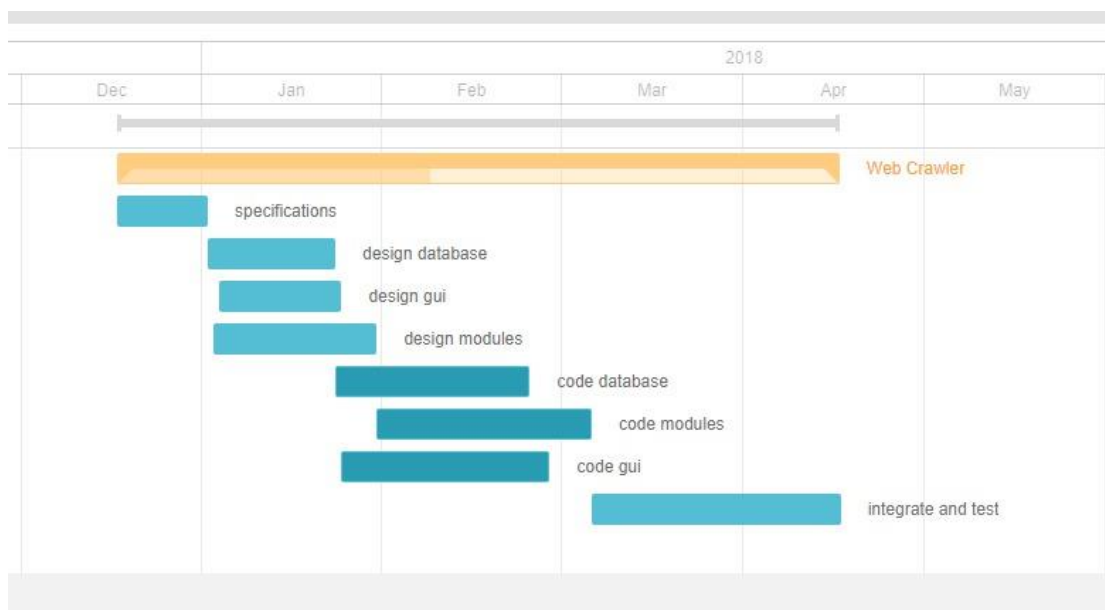 2018
Dec Jan Feb Mar Apr May
Web Crawler
specifications
design database
design gui
design modules
code database
code modules
code gui
integrate and test